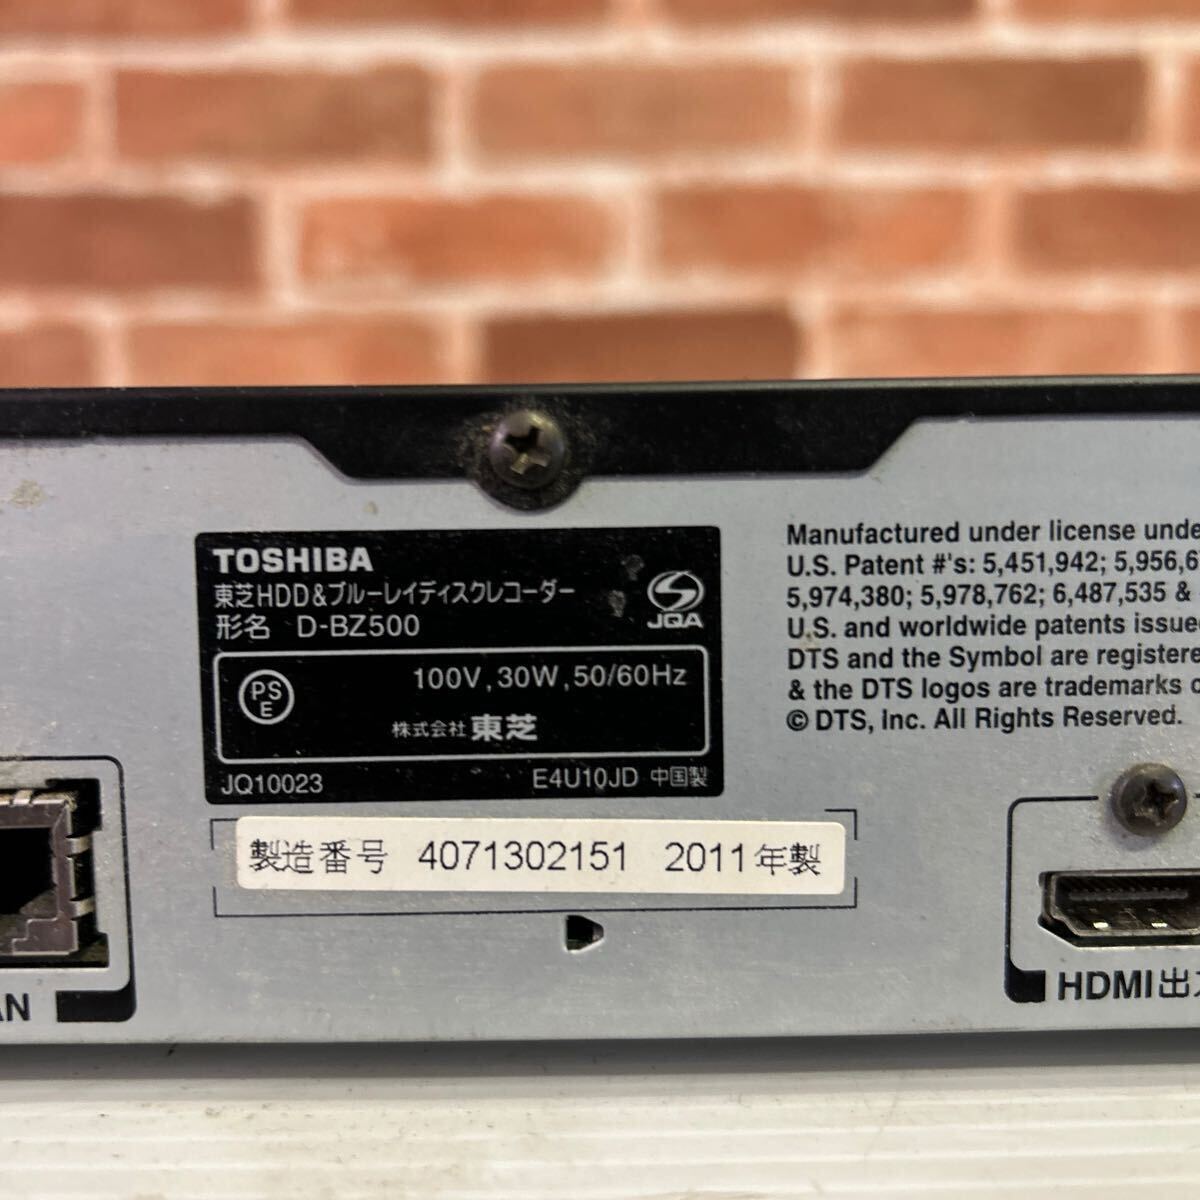 TOSHIBA
東芝HDD&ブルーレイディスクレコーダー
形名 D-BZ500
JQA
PS
E
100V, 30W, 50/60Hz
株式会社 東芝
JQ10023
E4U10JD 中国製
製造番号 4071302151 2011年製
Manufactured under license unde
U.S. Patent #'s: 5,451,942; 5,956,6
5,974,380; 5,978,762; 6,487,535 &
U.S. and worldwide patents issue
DTS and the Symbol are registere
& the DTS logos are trademarks
© DTS, Inc. All Rights Reserved.
AN
HDMI出